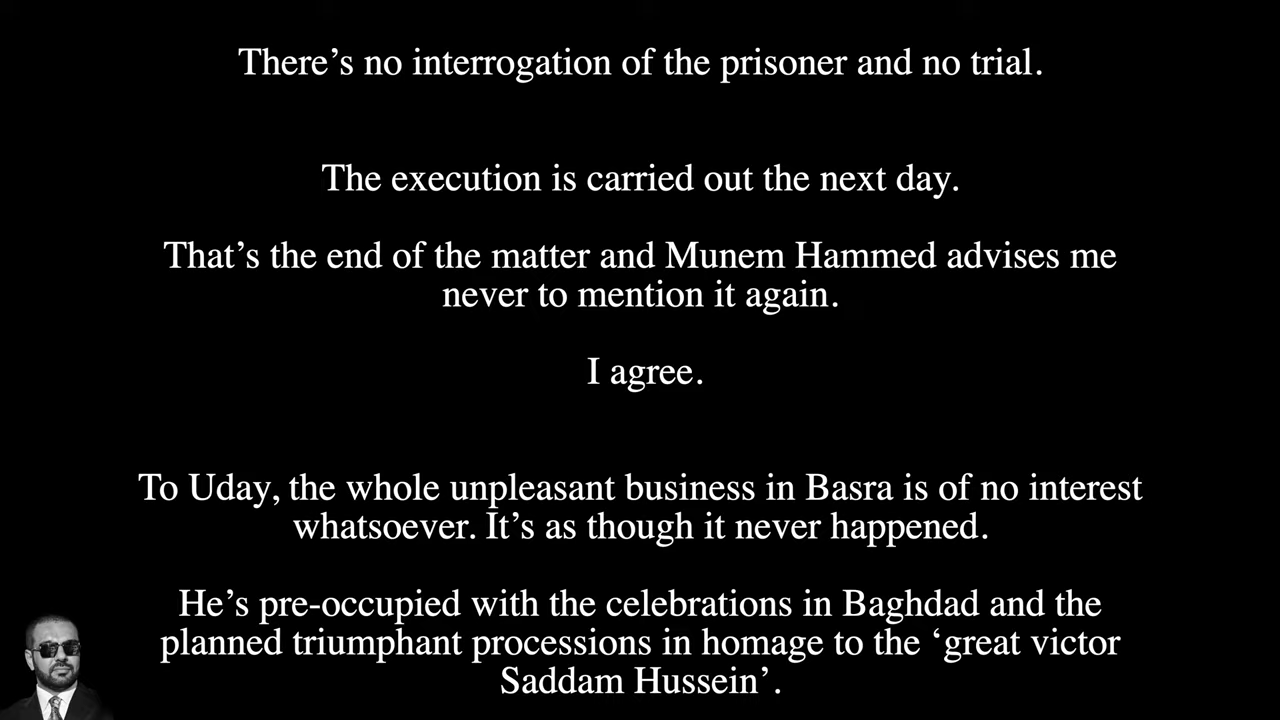 There’s no interrogation of the prisoner and no trial.
The execution is carried out the next day.
That’s the end of the matter and Munem Hammed advises me
never to mention it again.
I agree.
To Uday, the whole unpleasant business in Basra is of no interest
whatsoever. It’s as though it never happened.
He’s pre-occupied with the celebrations in Baghdad and the
planned triumphant processions in homage to the ‘great victor
Saddam Hussein’.